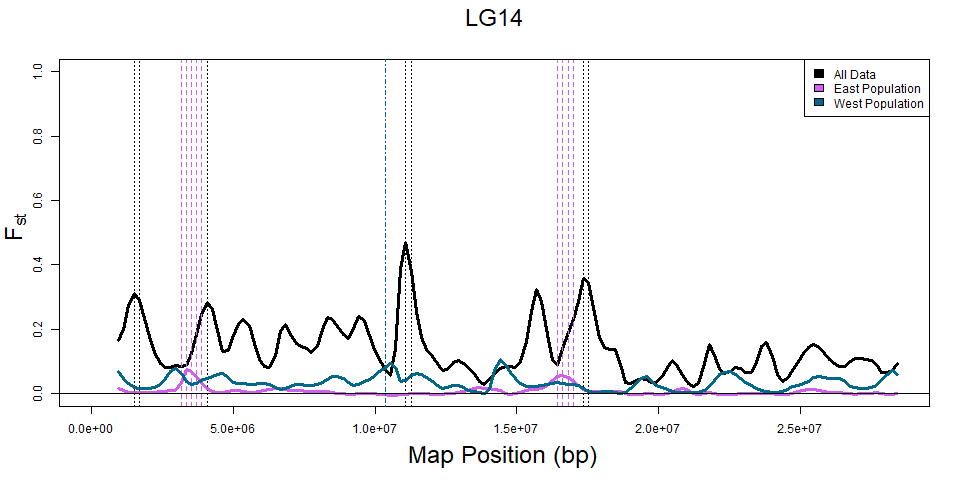 LG14
All Data
East Population
West Population
Fst
1.0
0.8
0.6
0.4
0.2
0.0
0.0e+00 5.0e+06 1.0e+07 1.5e+07 2.0e+07 2.5e+07
Map Position (bp)